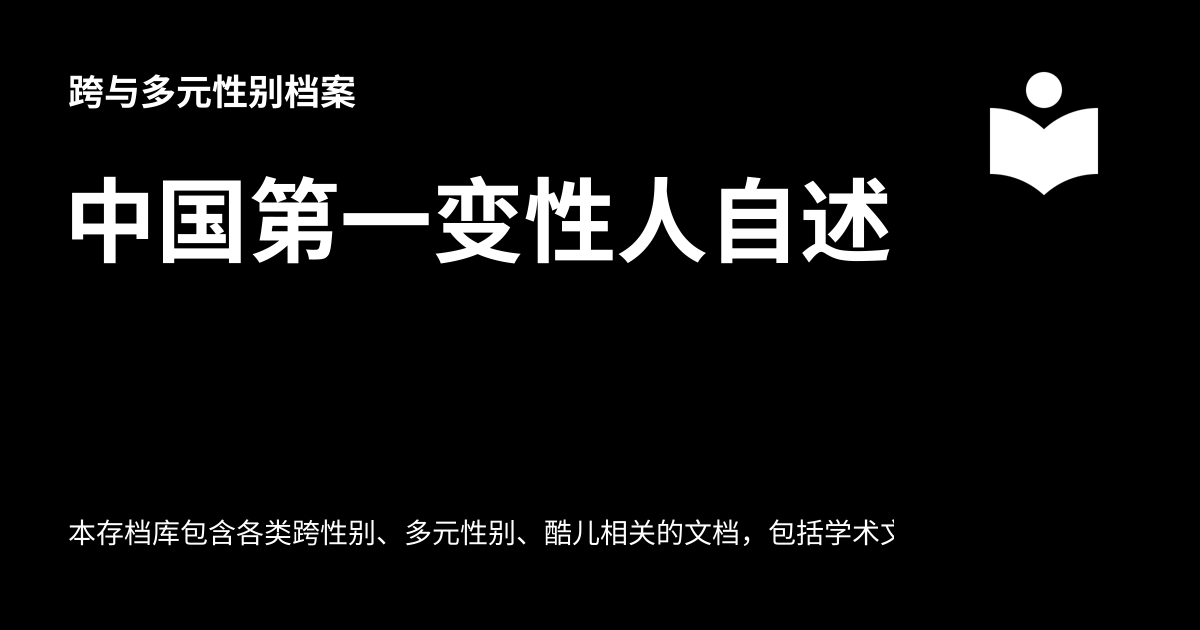 跨与多元性别档案
中国第一变性人自述
本存档库包含各类跨性别、多元性别、酷儿相关的文档，包括学术